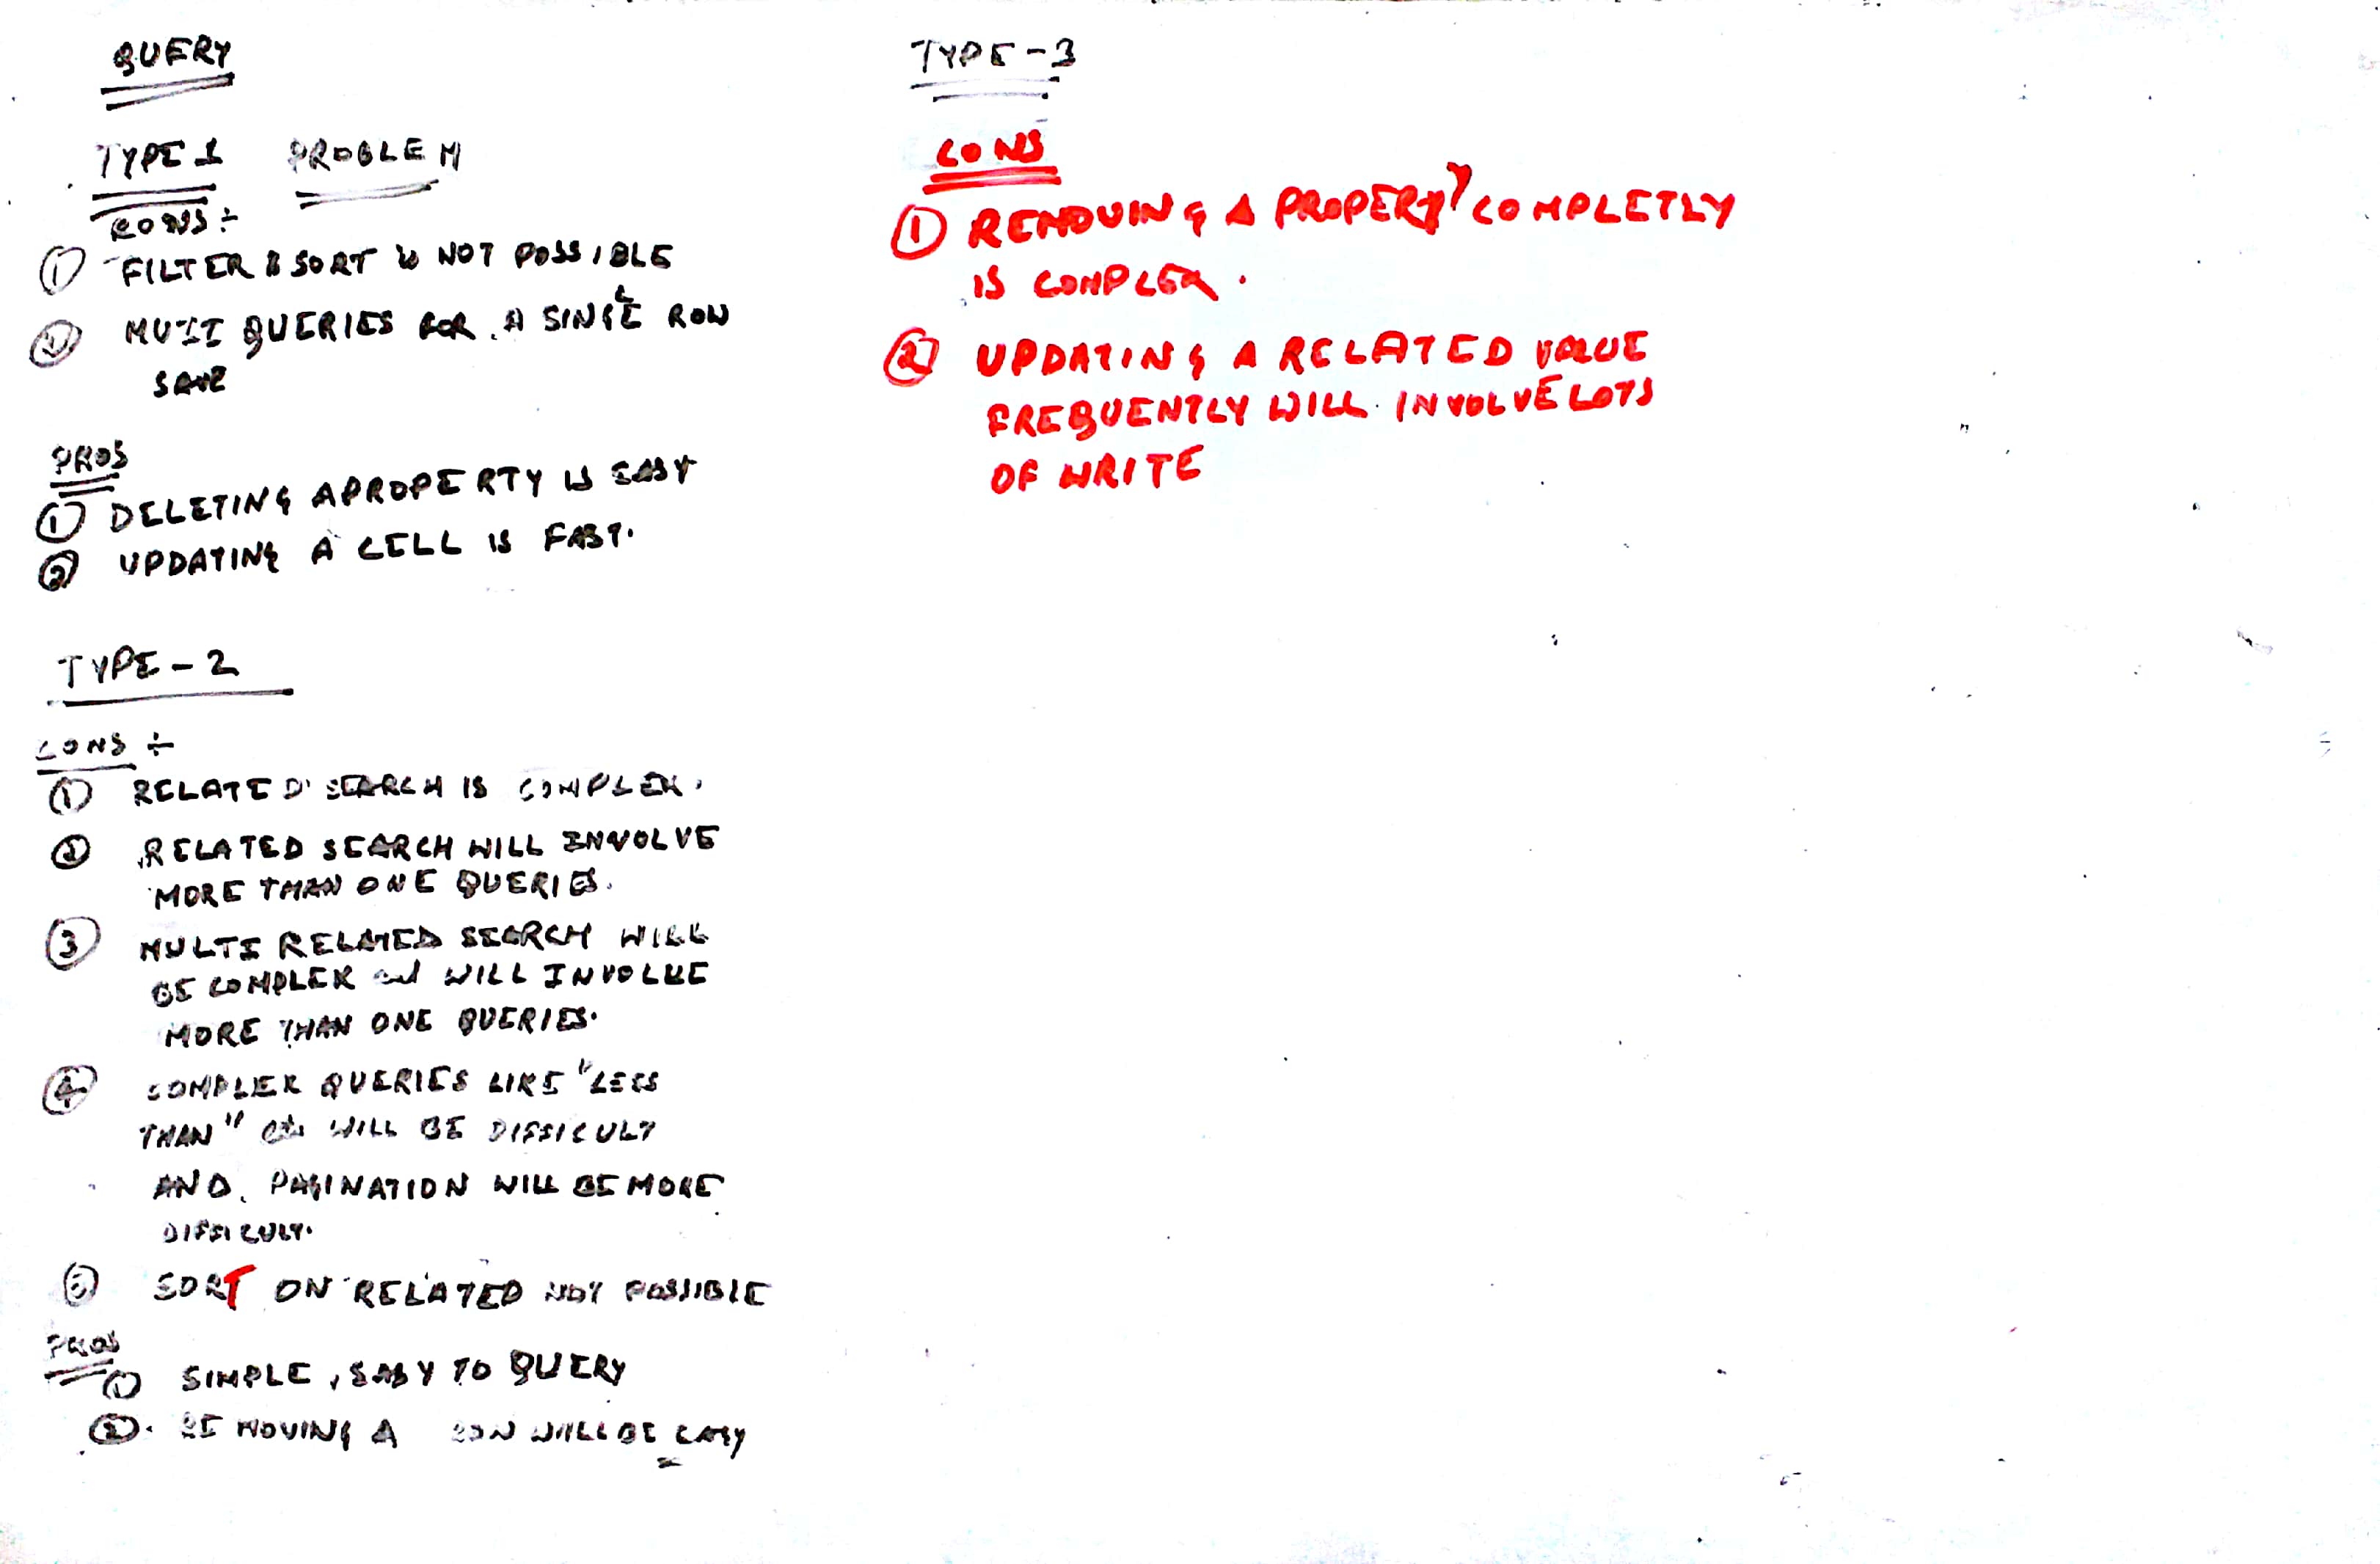 QUERY
TYPE 1 PROBLEM
CONS ÷
① FILTER & SORT is NOT POSSIBLE
② MUTI QUERIES FOR A SINGLE ROW
SAVE
PROS
① DELETING A PROPERTY IS EASY
② UPDATING A CELL IS FAST.
TYPE - 2
CONS ÷
① RELATED SEARCH IS COMPLEX.
② RELATED SEARCH WILL INVOLVE
MORE THAN ONE QUERIES.
③ MULTI RELATED SEARCH WILL
BE COMPLEX and WILL INVOLVE
MORE THAN ONE QUERIES.
④ COMPLEX QUERIES LIKE "LESS
THAN" etc WILL BE DIFFICULT
AND PAGINATION WILL BE MORE
DIFFICULT.
⑤ SORT ON RELATED NOT POSSIBLE
PROS
① SIMPLE, EASY TO QUERY
②. REMOVING A ROW WILL BE EASY
TYPE - 3
CONS
① REMOVING A PROPERTY COMPLETLY
IS COMPLEX.
② UPDATING A RELATED VALUE
FREQUENTLY WILL INVOLVE LOTS
OF WRITE